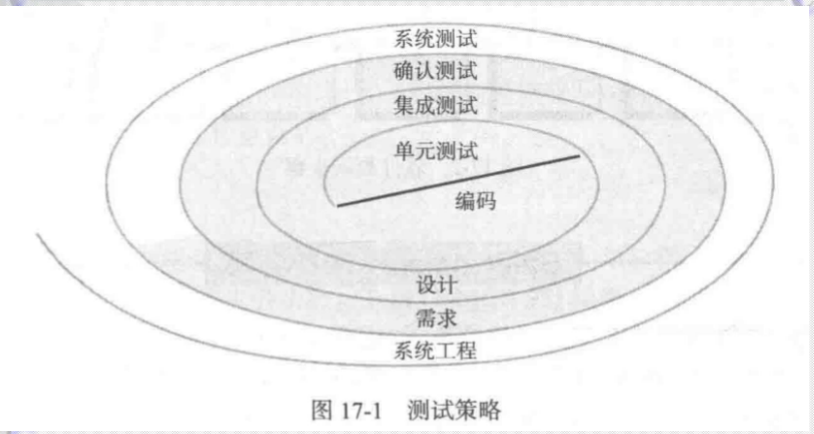 系统测试
确认测试
集成测试
单元测试
编码
设计
需求
系统工程
图 17-1 测试策略